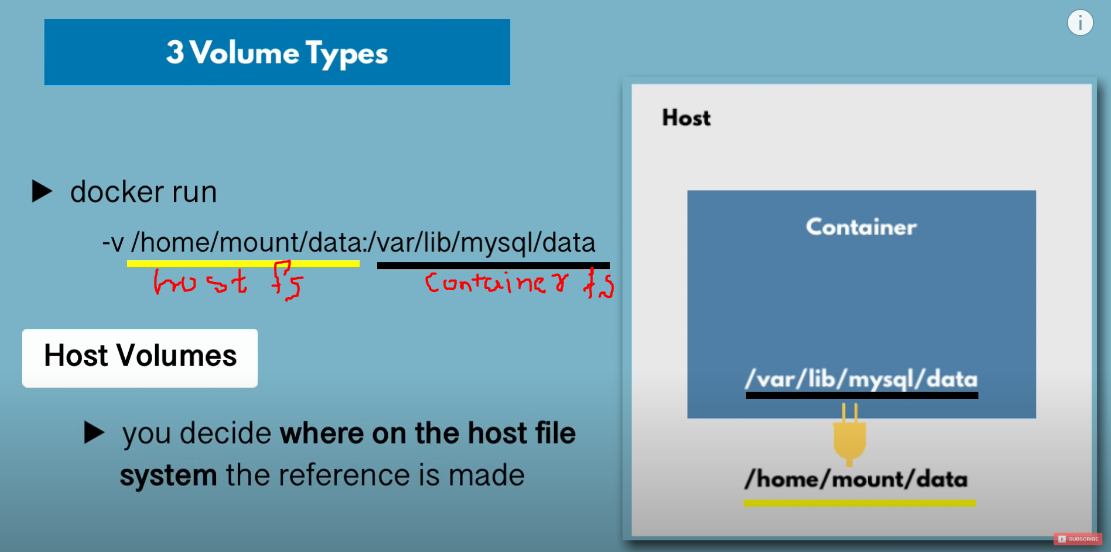 3 Volume Types
docker run
-v /home/mount/data:/var/lib/mysql/data
host fs
container fs
Host Volumes
you decide where on the host file
system the reference is made
Host
Container
/var/lib/mysql/data
/home/mount/data
i
SUBSCRIBE